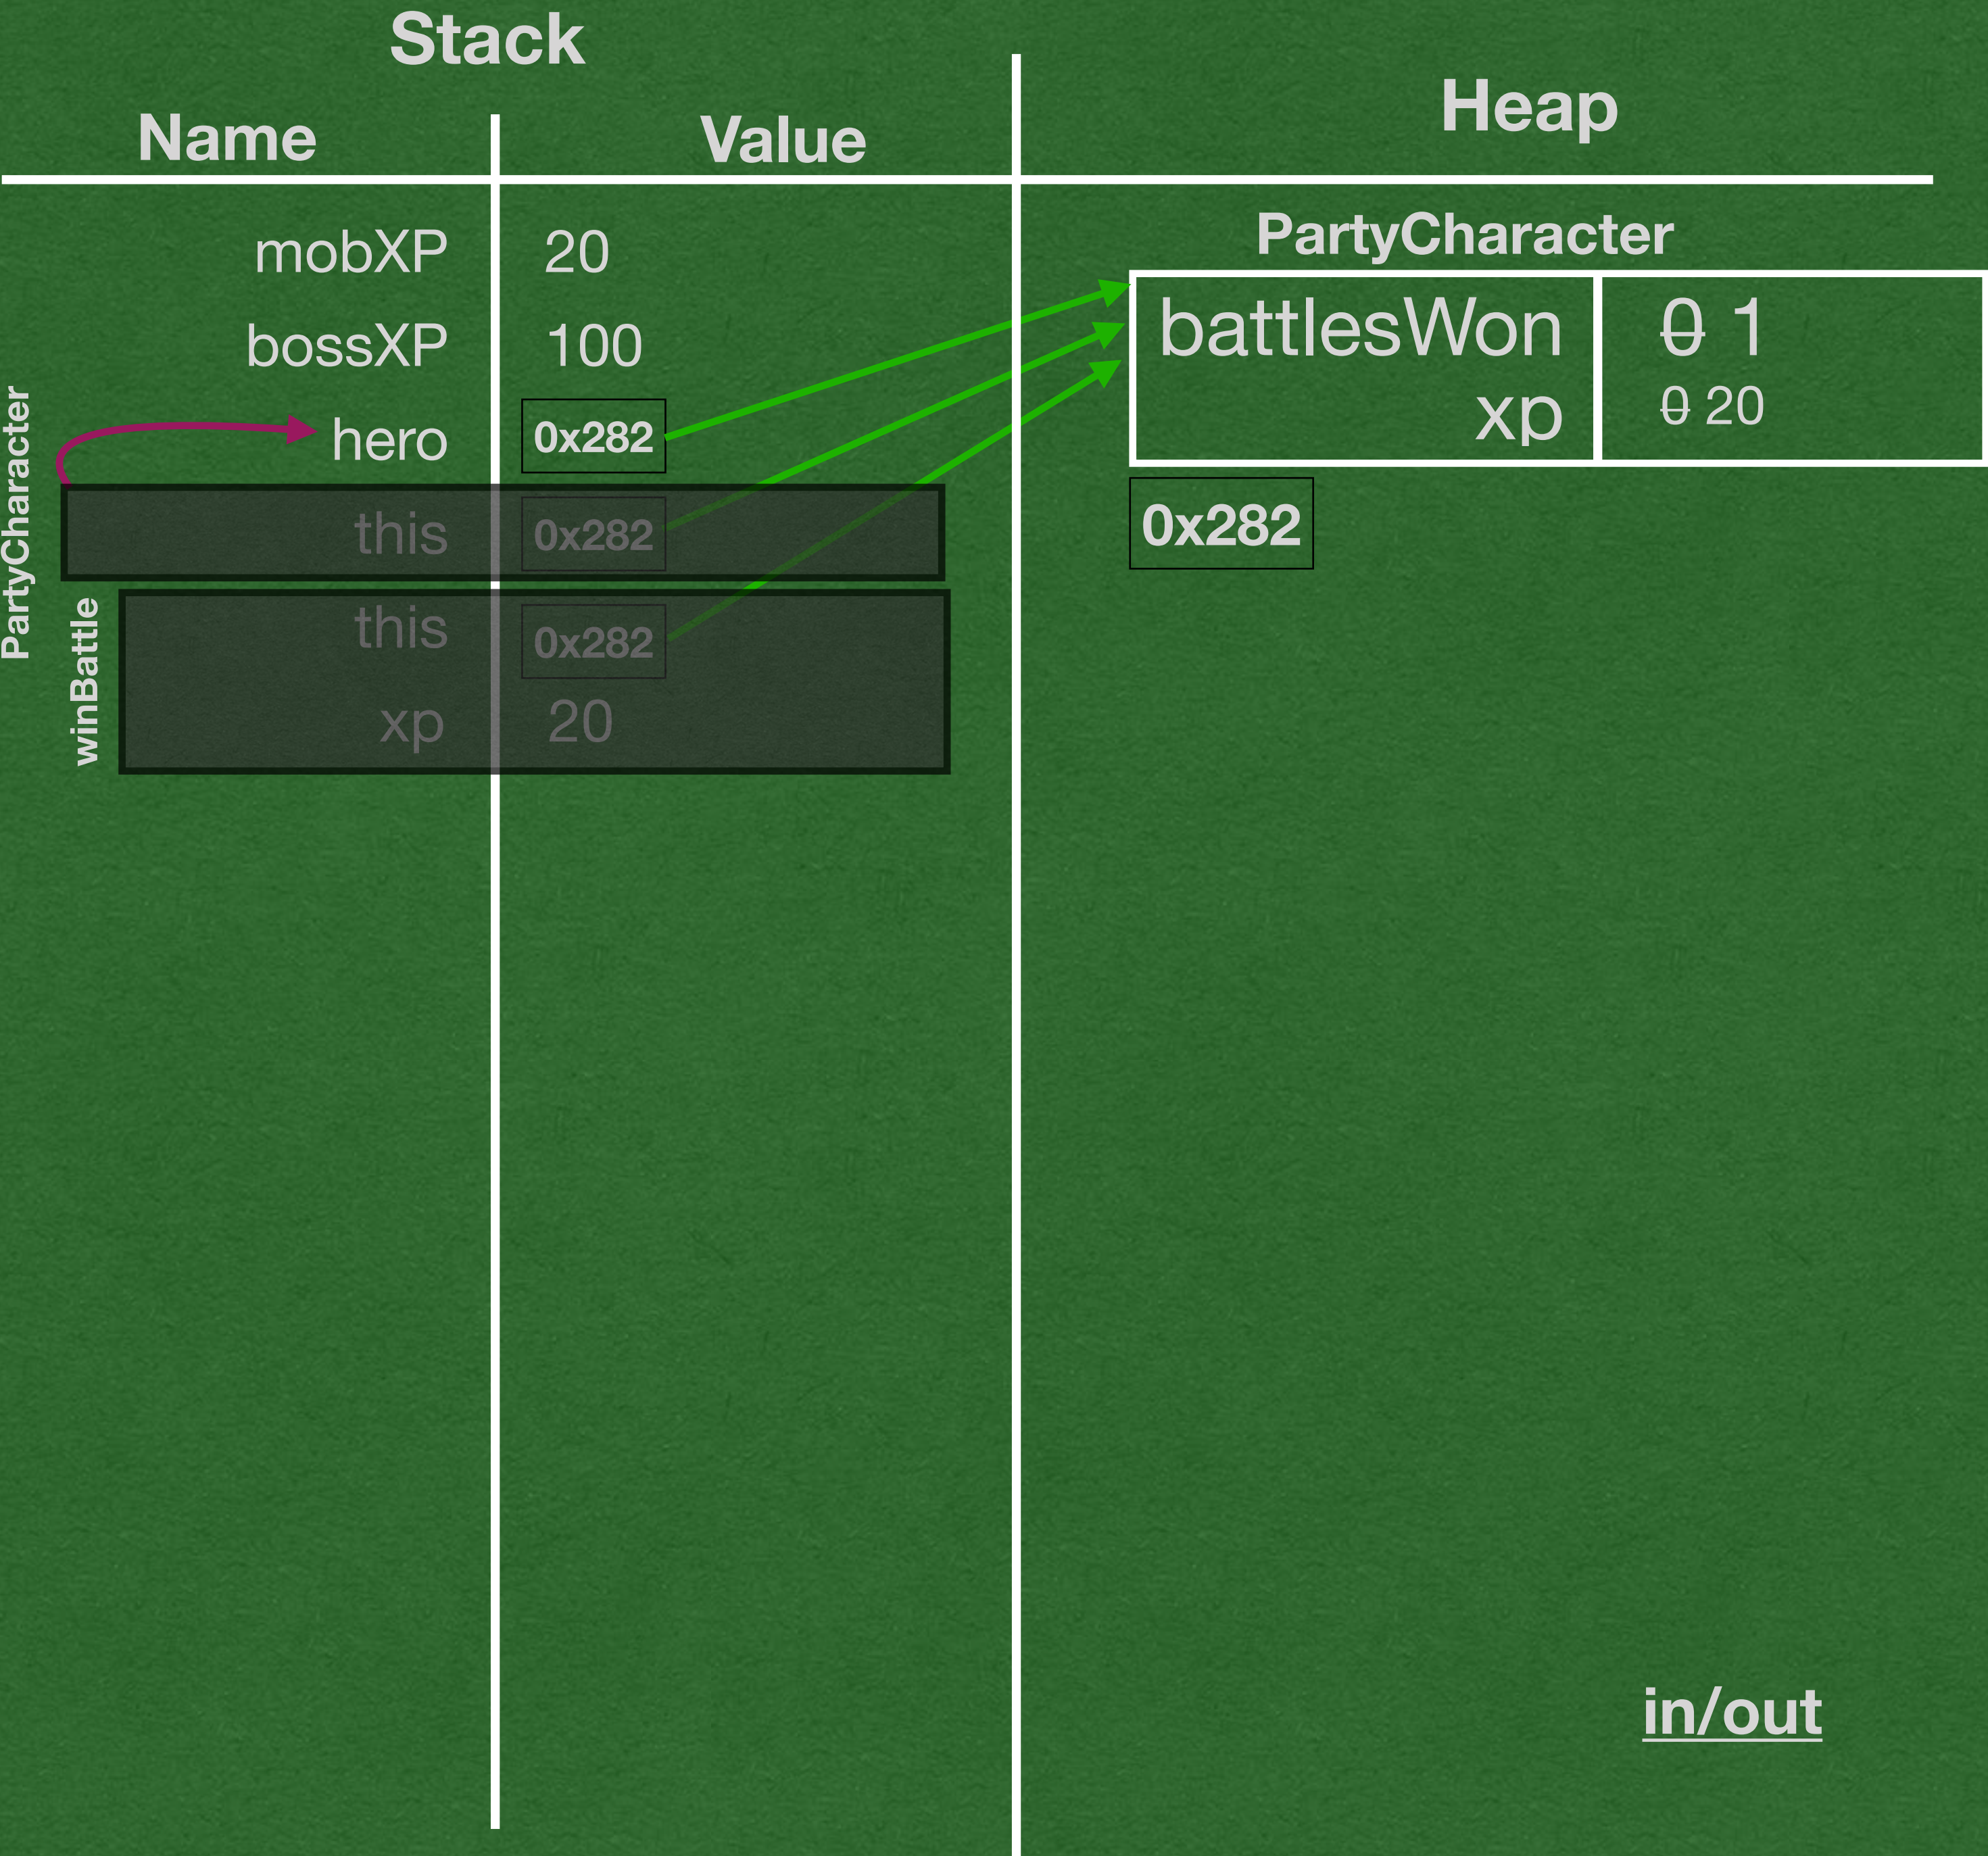 Stack
Heap
Name
Value
mobXP 20
bossXP 100
hero 0x282
PartyCharacter
this 0x282
winBattle
this 0x282
xp 20
PartyCharacter
battlesWon 0 1
xp 0 20
0x282
in/out